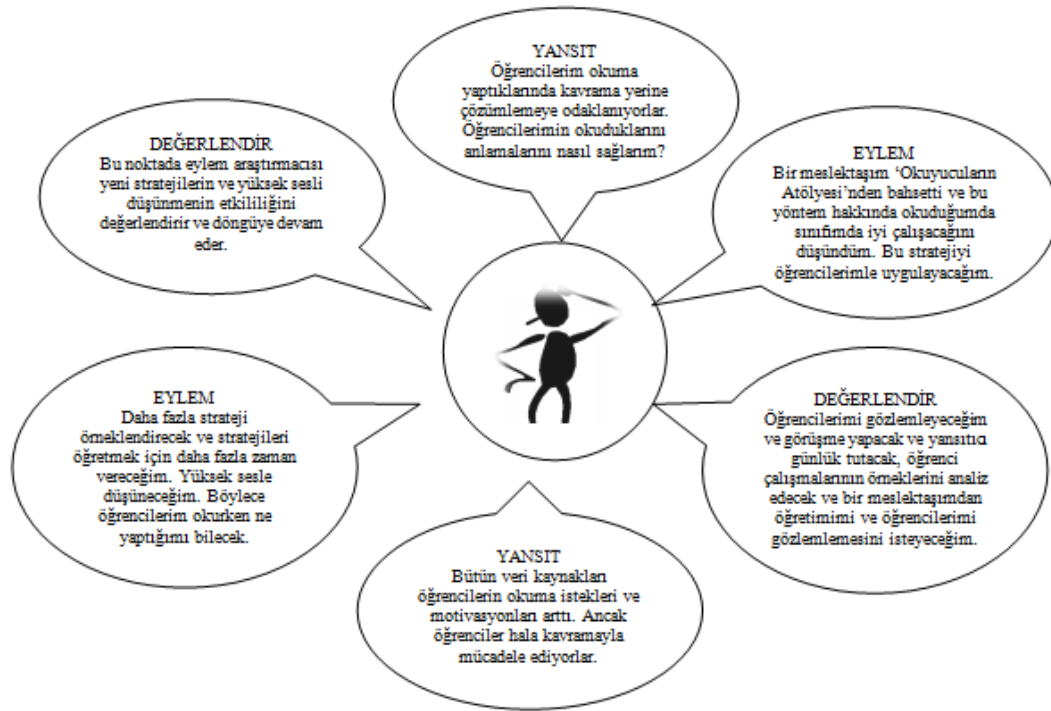 YANSIT
Öğrencilerim okuma
yaptıklarında kavrama yerine
çözümlemeye odaklanıyorlar.
Öğrencilerimin okuduklarını
anlamalarını nasıl sağlarım?
EYLEM
Bir meslektaşım ‘Okuyucuların
Atölyesi’nden bahsetti ve bu
yöntem hakkında okuduğumda
sınıfımda iyi çalışacağını
düşündüm. Bu stratejiyi
öğrencilerimle uygulayacağım.
DEĞERLENDİR
Öğrencilerimi gözlemleyeceğim
ve görüşme yapacak ve yansıtıcı
günlük tutacak, öğrenci
çalışmalarının örneklerini analiz
edecek ve bir meslektaşımdan
öğretimimi ve öğrencilerimi
gözlemlemesini isteyeceğim.
YANSIT
Bütün veri kaynakları
öğrencilerin okuma istekleri ve
motivasyonları arttı. Ancak
öğrenciler hala kavramayla
mücadele ediyorlar.
EYLEM
Daha fazla strateji
örneklendirecek ve stratejileri
öğretmek için daha fazla zaman
vereceğim. Yüksek sesle
düşüneceğim. Böylece
öğrencilerim okurken ne
yaptığımı bilecek.
DEĞERLENDİR
Bu noktada eylem araştırmacısı
yeni stratejilerin ve yüksek sesli
düşünmenin etkililiğini
değerlendirir ve döngüye devam
eder.